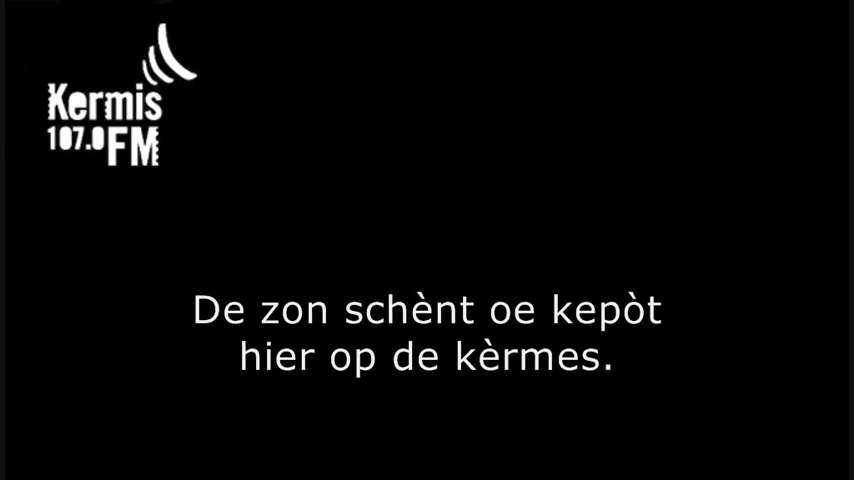 Kermis
107.0FM
De zon schènt oe kepòt
hier op de kèrmes.